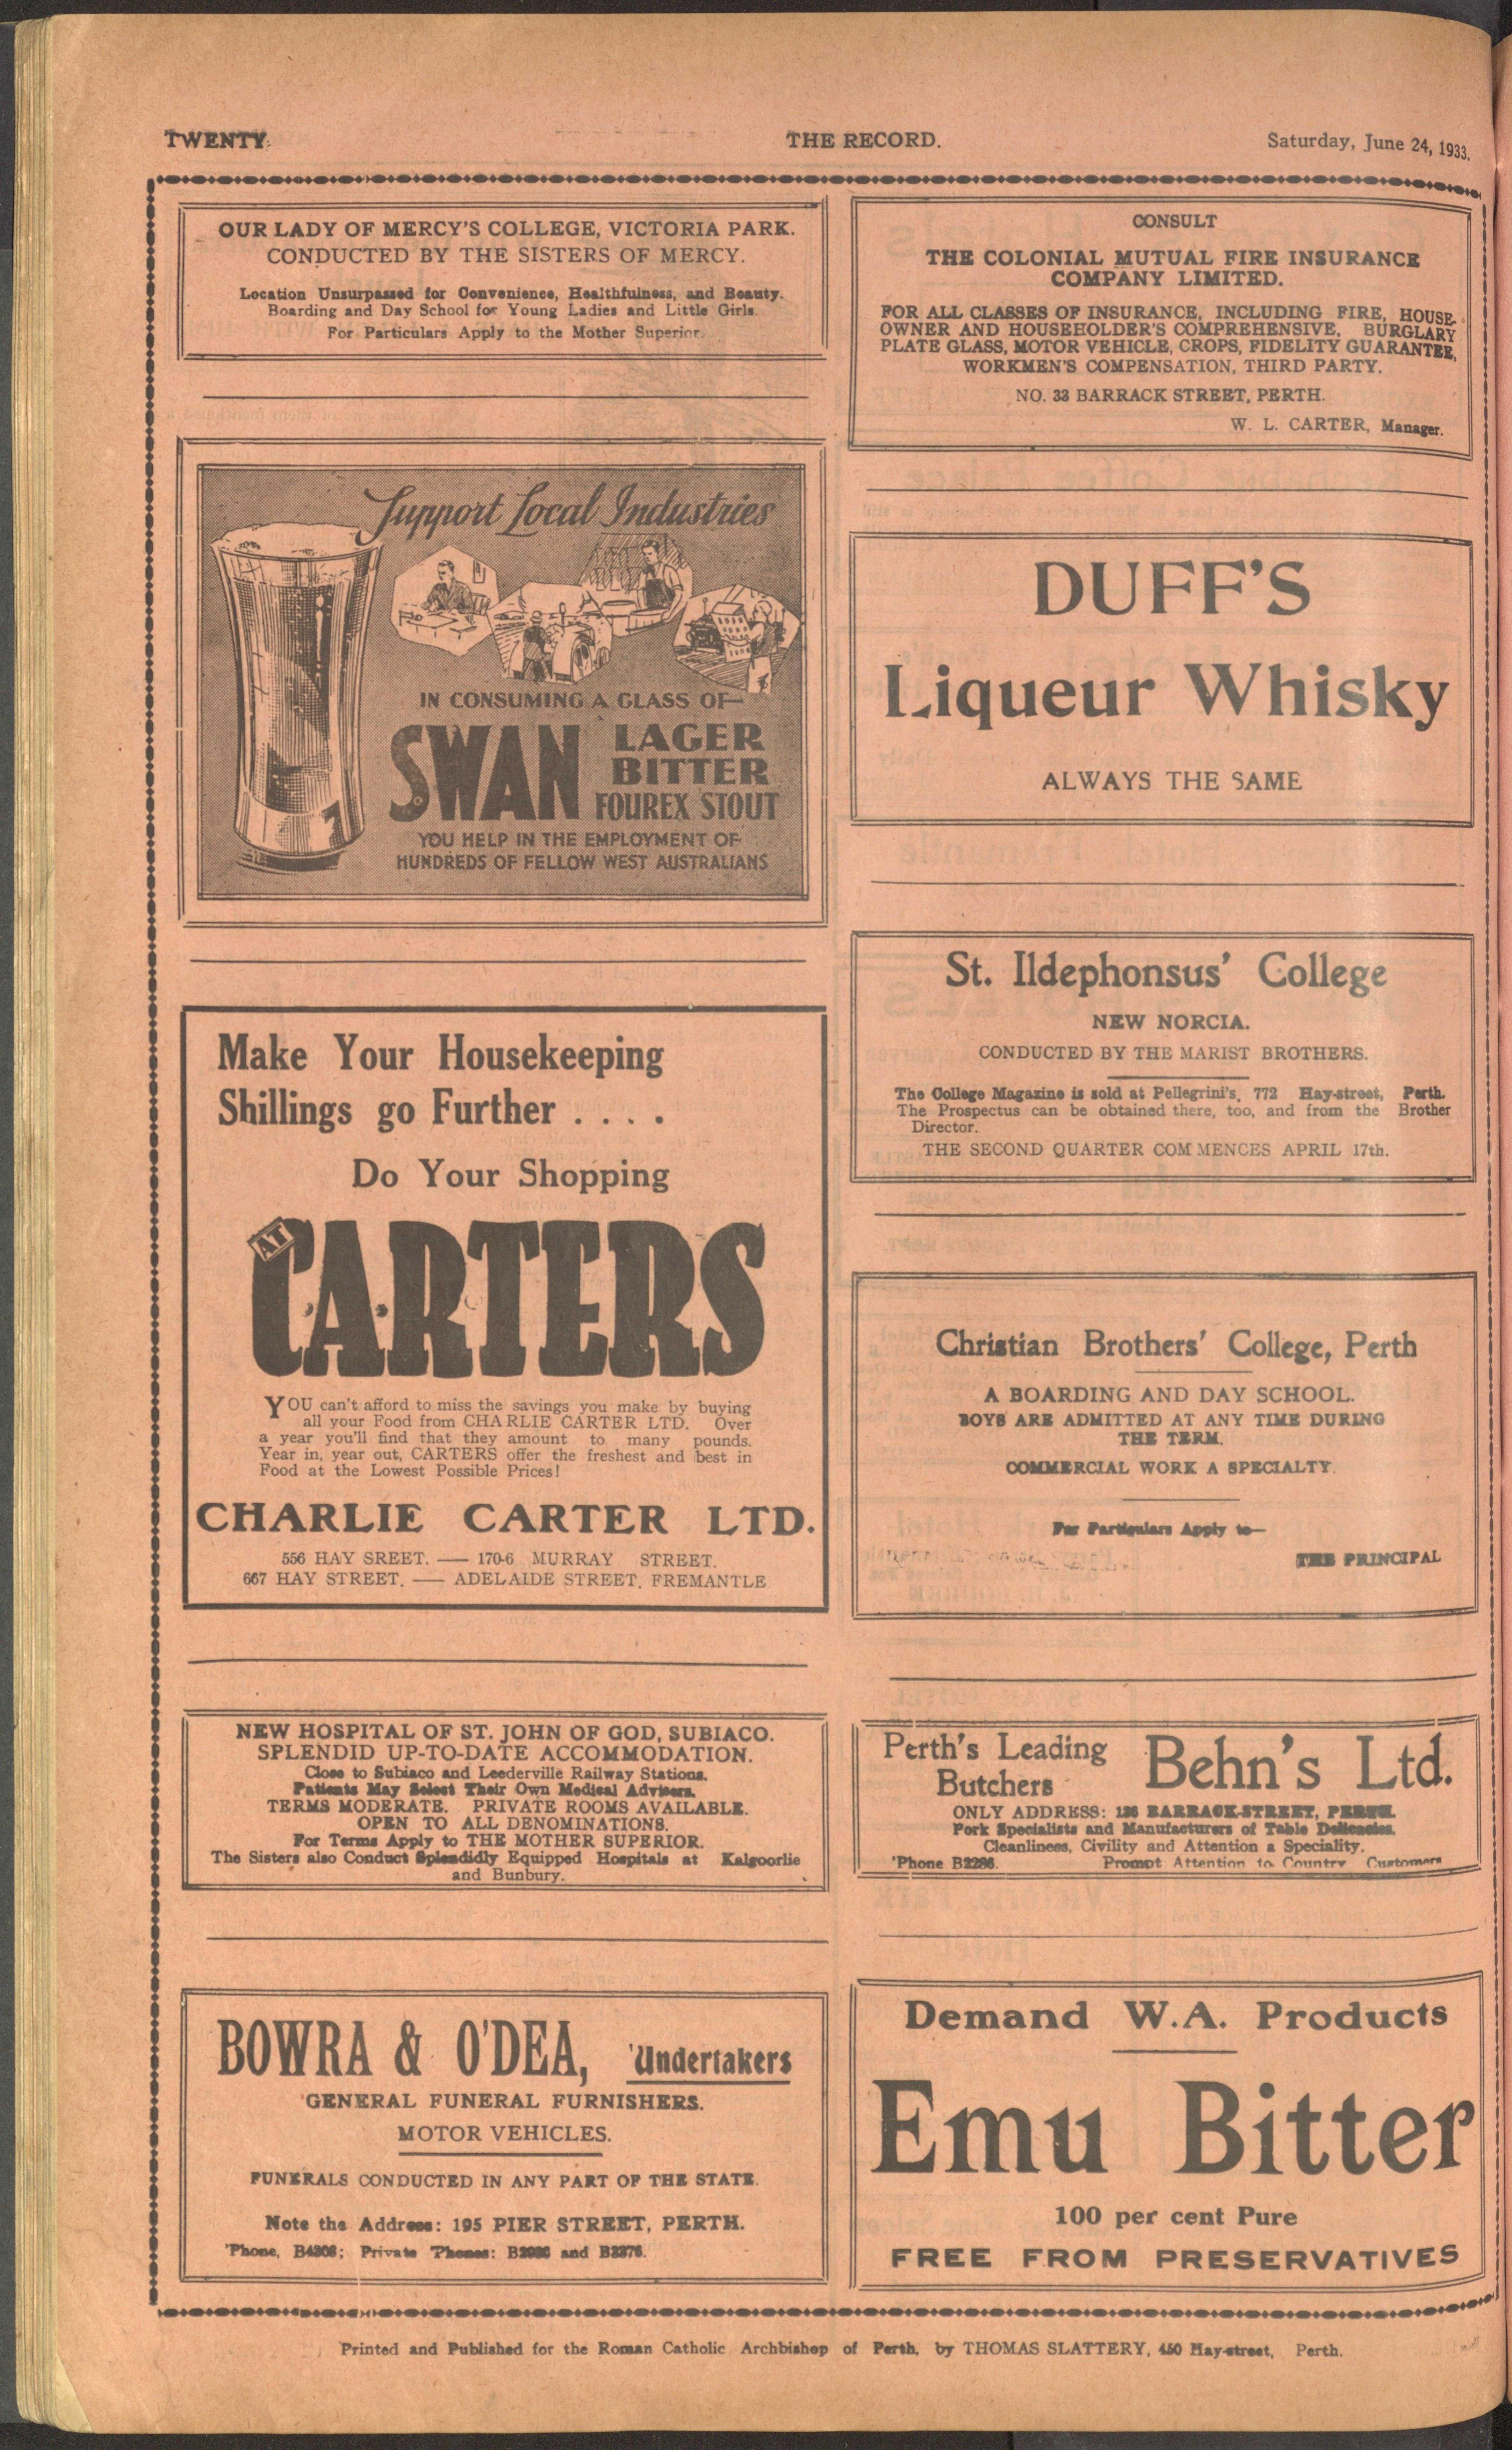 TWENTY
THE RECORD.
Saturday, June 24, 1933.
OUR LADY OF MERCY'S COLLEGE, VICTORIA PARK.
CONDUCTED BY THE SISTERS OF MERCY.
Location Unsurpassed for Convenience, Healthfulness, and Beauty.
Boarding and Day School for Young Ladies and Little Girls.
For Particulars Apply to the Mother Superior.
Support Local Industries
IN CONSUMING A GLASS OF—
SWAN LAGER
BITTER
FOUREX STOUT
YOU HELP IN THE EMPLOYMENT OF
HUNDREDS OF FELLOW WEST AUSTRALIANS
Make Your Housekeeping
Shillings go Further . . . .
Do Your Shopping
AT
CARTERS
YOU can't afford to miss the savings you make by buying
all your Food from CHARLIE CARTER LTD. Over
a year you'll find that they amount to many pounds.
Year in, year out, CARTERS offer the freshest and best in
Food at the Lowest Possible Prices!
CHARLIE CARTER LTD.
556 HAY SREET. — 170-6 MURRAY STREET.
667 HAY STREET. — ADELAIDE STREET, FREMANTLE
NEW HOSPITAL OF ST. JOHN OF GOD, SUBIACO.
SPLENDID UP-TO-DATE ACCOMMODATION.
Close to Subiaco and Leederville Railway Stations.
Patients May Select Their Own Medical Advisers.
TERMS MODERATE. PRIVATE ROOMS AVAILABLE.
OPEN TO ALL DENOMINATIONS.
For Terms Apply to THE MOTHER SUPERIOR.
The Sisters also Conduct Splendidly Equipped Hospitals at Kalgoorlie
and Bunbury.
BOWRA & O'DEA, Undertakers
GENERAL FUNERAL FURNISHERS.
MOTOR VEHICLES.
FUNERALS CONDUCTED IN ANY PART OF THE STATE.
Note the Address: 195 PIER STREET, PERTH.
'Phone, B4308; Private 'Phones: and B3376.
CONSULT
THE COLONIAL MUTUAL FIRE INSURANCE
COMPANY LIMITED.
FOR ALL CLASSES OF INSURANCE, INCLUDING FIRE, HOUSE-
OWNER AND HOUSEHOLDER'S COMPREHENSIVE, BURGLARY
PLATE GLASS, MOTOR VEHICLE, CROPS, FIDELITY GUARANTEE,
WORKMEN'S COMPENSATION, THIRD PARTY.
NO. 33 BARRACK STREET, PERTH.
W. L. CARTER, Manager.
DUFF'S
Liqueur Whisky
ALWAYS THE SAME
St. Ildephonsus' College
NEW NORCIA.
CONDUCTED BY THE MARIST BROTHERS.
The College Magazine is sold at Pellegrini's, 772 Hay-street, Perth.
The Prospectus can be obtained there, too, and from the Brother
Director.
THE SECOND QUARTER COMMENCES APRIL 17th.
Christian Brothers' College, Perth
A BOARDING AND DAY SCHOOL.
BOYS ARE ADMITTED AT ANY TIME DURING
THE TERM.
COMMERCIAL WORK A SPECIALTY.
For Particulars Apply to—
THE PRINCIPAL
Perth's Leading
Butchers
Behn's Ltd.
ONLY ADDRESS: 136 BARRACK-STREET, PERTH.
Pork Specialists and Manufacturers of Table Delicacies.
Cleanliness, Civility and Attention a Speciality.
'Phone B2286. Prompt Attention to Country Customers
Demand W.A. Products
Emu Bitter
100 per cent Pure
FREE FROM PRESERVATIVES
Printed and Published for the Roman Catholic Archbishop of Perth, by THOMAS SLATTERY, 450 Hay-street, Perth.